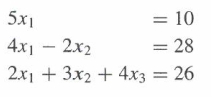 5x₁ = 10
4x₁ − 2x₂ = 28
2x₁ + 3x₂ + 4x₃ = 26